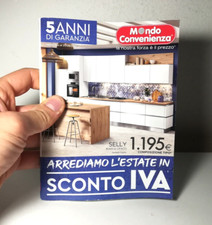 5 ANNI
DI GARANZIA
Mondo
Convenienza
la nostra forza è il prezzo
SELLY
1.195€
ARREDIAMO L'ESTATE IN
SCONTO IVA